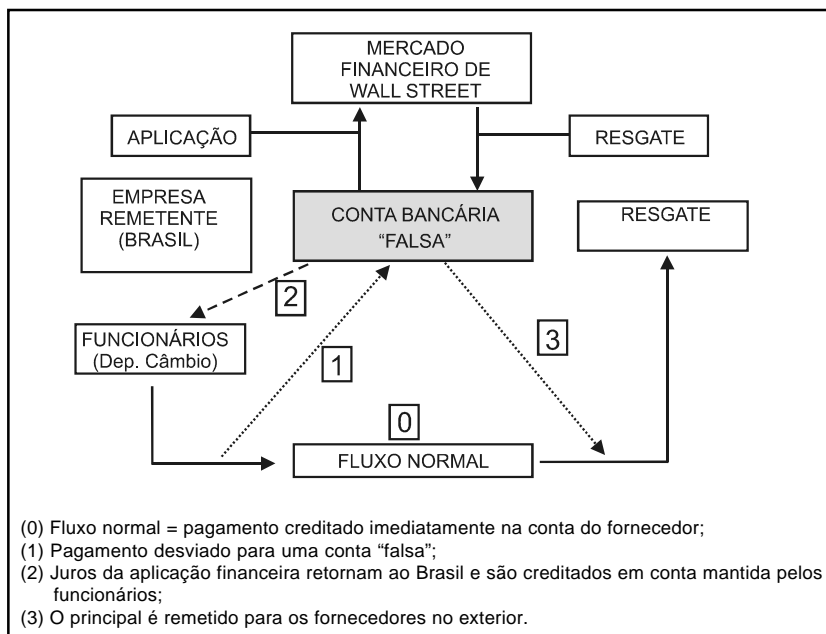 MERCADO
FINANCEIRO DE
WALL STREET
APLICAÇÃO
RESGATE
EMPRESA
REMETENTE
(BRASIL)
CONTA BANCÁRIA
“FALSA”
RESGATE
2
FUNCIONÁRIOS
(Dep. Câmbio)
1
3
0
FLUXO NORMAL
(0) Fluxo normal = pagamento creditado imediatamente na conta do fornecedor;
(1) Pagamento desviado para uma conta “falsa”;
(2) Juros da aplicação financeira retornam ao Brasil e são creditados em conta mantida pelos
funcionários;
(3) O principal é remetido para os fornecedores no exterior.